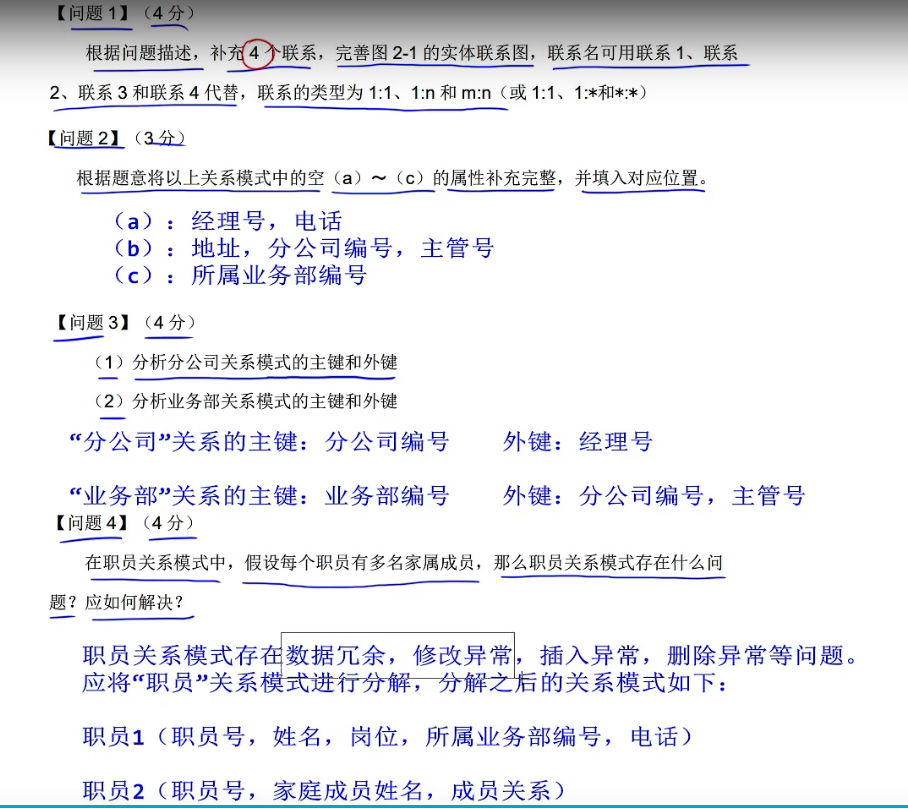 【问题 1】（4 分）
根据问题描述，补充 4 个联系，完善图 2-1 的实体联系图，联系名可用联系 1、联系
2、联系 3 和联系 4 代替，联系的类型为 1:1、1:n 和 m:n（或 1:1、1:*和*:*）
【问题 2】（3 分）
根据题意将以上关系模式中的空（a）～（c）的属性补充完整，并填入对应位置。
（a）：经理号，电话
（b）：地址，分公司编号，主管号
（c）：所属业务部编号
【问题 3】（4 分）
（1）分析分公司关系模式的主键和外键
（2）分析业务部关系模式的主键和外键
“分公司”关系的主键：分公司编号 外键：经理号
“业务部”关系的主键：业务部编号 外键：分公司编号，主管号
【问题 4】（4 分）
在职员关系模式中，假设每个职员有多名家属成员，那么职员关系模式存在什么问
题？应如何解决？
职员关系模式存在数据冗余，修改异常，插入异常，删除异常等问题。
应将“职员”关系模式进行分解，分解之后的关系模式如下：
职员1（职员号，姓名，岗位，所属业务部编号，电话）
职员2（职员号，家庭成员姓名，成员关系）